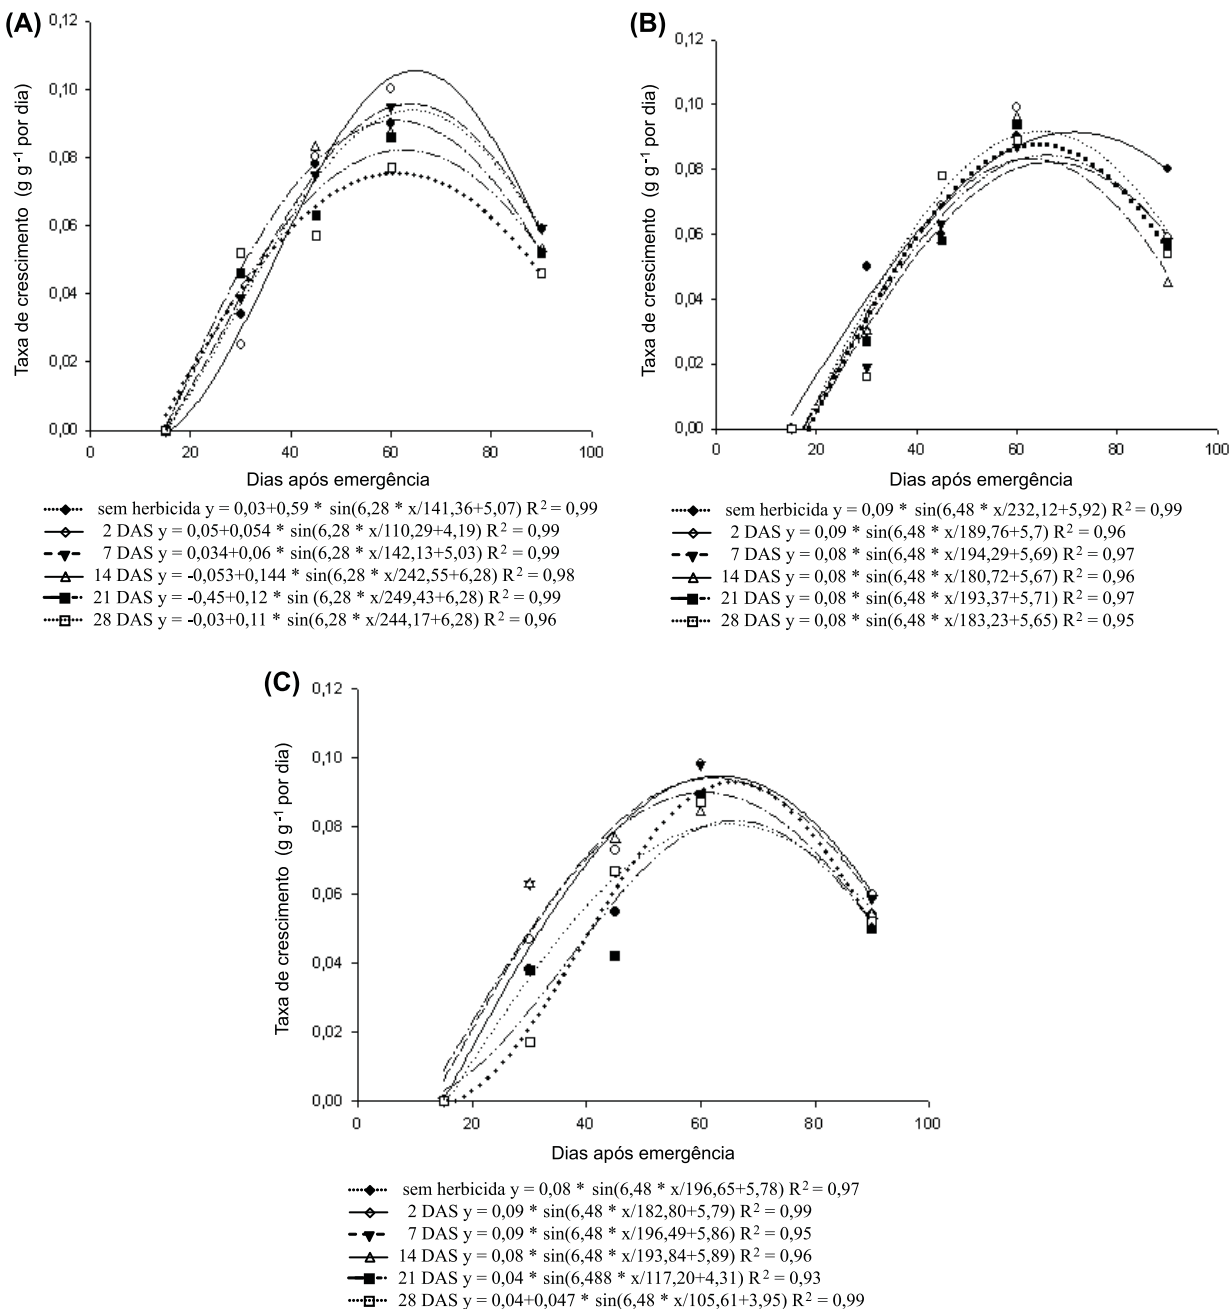 (A)
0,12
0,10
0,08
0,06
0,04
0,02
0,00
Taxa de crescimento (g g⁻¹ por dia)
0 20 40 60 80 100
Dias após emergência
sem herbicida y = 0,03+0,59 * sin(6,28 * x/141,36+5,07) R² = 0,99
2 DAS y = 0,05+0,054 * sin(6,28 * x/110,29+4,19) R² = 0,99
7 DAS y = 0,034+0,06 * sin(6,28 * x/142,13+5,03) R² = 0,99
14 DAS y = -0,053+0,144 * sin(6,28 * x/242,55+6,28) R² = 0,98
21 DAS y = -0,45+0,12 * sin (6,28 * x/249,43+6,28) R² = 0,99
28 DAS y = -0,03+0,11 * sin(6,28 * x/244,17+6,28) R² = 0,96
(B)
0,12
0,10
0,08
0,06
0,04
0,02
0,00
Taxa de crescimento (g g⁻¹ por dia)
0 20 40 60 80 100
Dias após emergência
sem herbicida y = 0,09 * sin(6,48 * x/232,12+5,92) R² = 0,99
2 DAS y = 0,09 * sin(6,48 * x/189,76+5,7) R² = 0,96
7 DAS y = 0,08 * sin(6,48 * x/194,29+5,69) R² = 0,97
14 DAS y = 0,08 * sin(6,48 * x/180,72+5,67) R² = 0,96
21 DAS y = 0,08 * sin(6,48 * x/193,37+5,71) R² = 0,97
28 DAS y = 0,08 * sin(6,48 * x/183,23+5,65) R² = 0,95
(C)
0,12
0,10
0,08
0,06
0,04
0,02
0,00
Taxa de crescimento (g g⁻¹ por dia)
0 20 40 60 80 100
Dias após emergência
sem herbicida y = 0,08 * sin(6,48 * x/196,65+5,78) R² = 0,97
2 DAS y = 0,09 * sin(6,48 * x/182,80+5,79) R² = 0,99
7 DAS y = 0,09 * sin(6,48 * x/196,49+5,86) R² = 0,95
14 DAS y = 0,08 * sin(6,48 * x/193,84+5,89) R² = 0,96
21 DAS y = 0,04 * sin(6,488 * x/117,20+4,31) R² = 0,93
28 DAS y = 0,04+0,047 * sin(6,48 * x/105,61+3,95) R² = 0,99